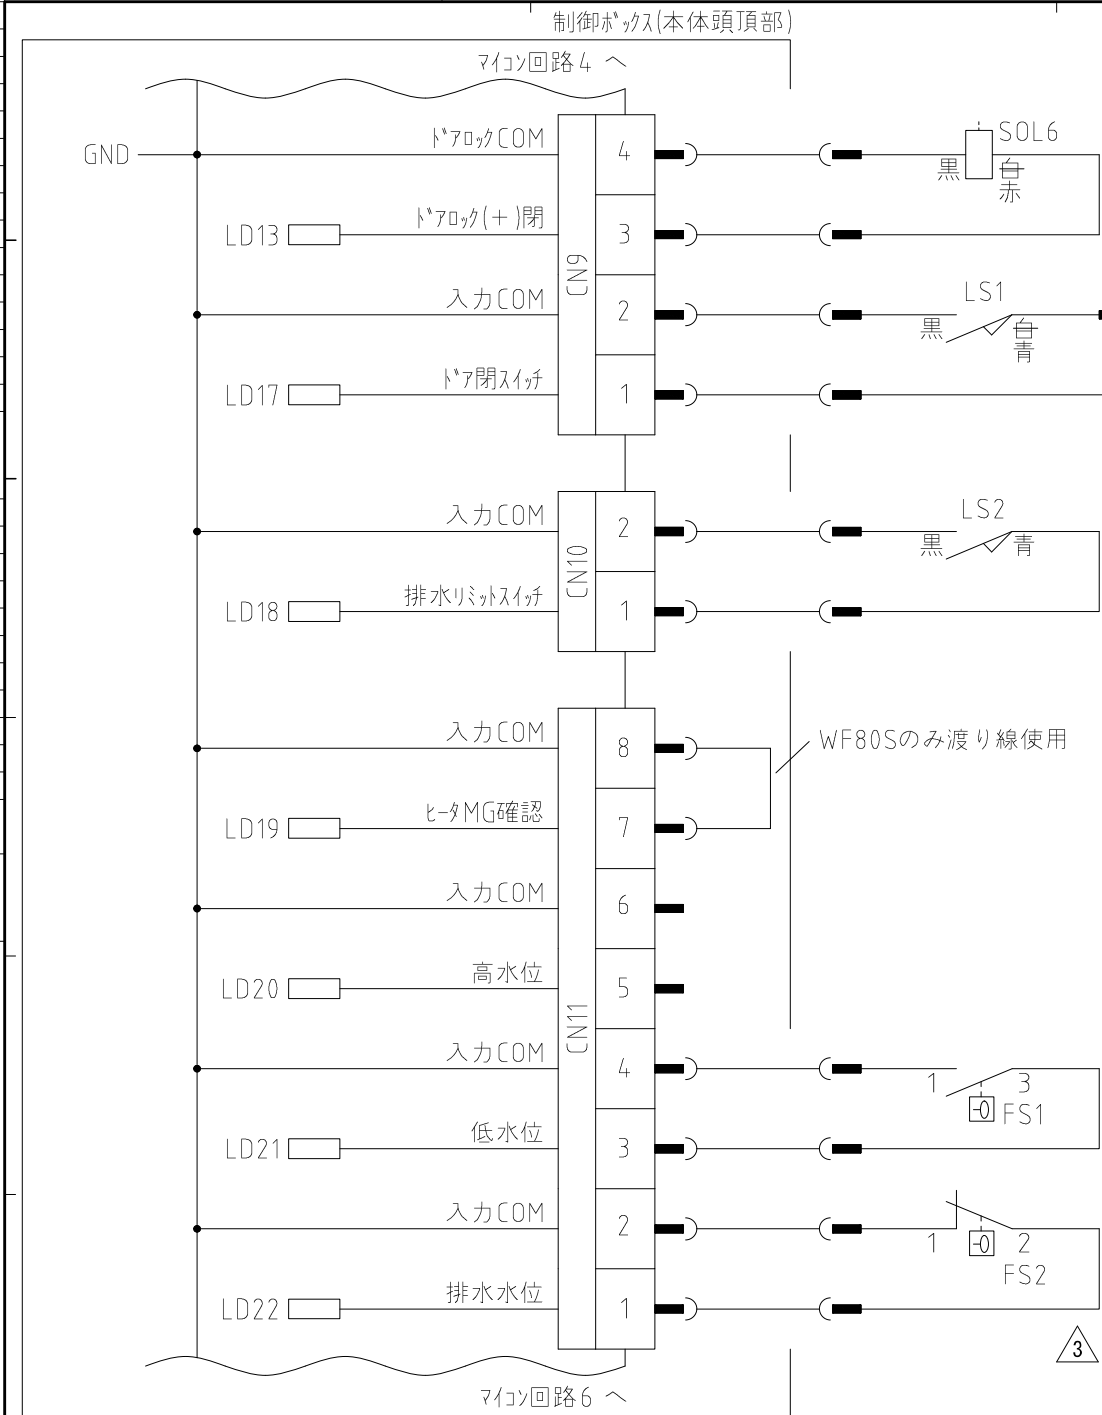 制御ﾎﾞｯｸｽ(本体頭頂部)
ﾏｲｺﾝ回路4 へ
GND
ﾄﾞｱﾛｯｸCOM
4
SOL6
黒
白
赤
LD13
ﾄﾞｱﾛｯｸ(＋)閉
3
CN9
入力COM
2
LS1
黒
白
青
LD17
ﾄﾞｱ閉ｽｲｯﾁ
1
入力COM
2
LS2
黒
青
CN10
LD18
排水ﾘﾐｯﾄｽｲｯﾁ
1
入力COM
8
WF80Sのみ渡り線使用
LD19
ﾋｰﾀMG確認
7
入力COM
6
LD20
高水位
5
CN11
入力COM
4
1
3
FS1
LD21
低水位
3
入力COM
2
1
2
FS2
LD22
排水水位
1
3
ﾏｲｺﾝ回路6 へ